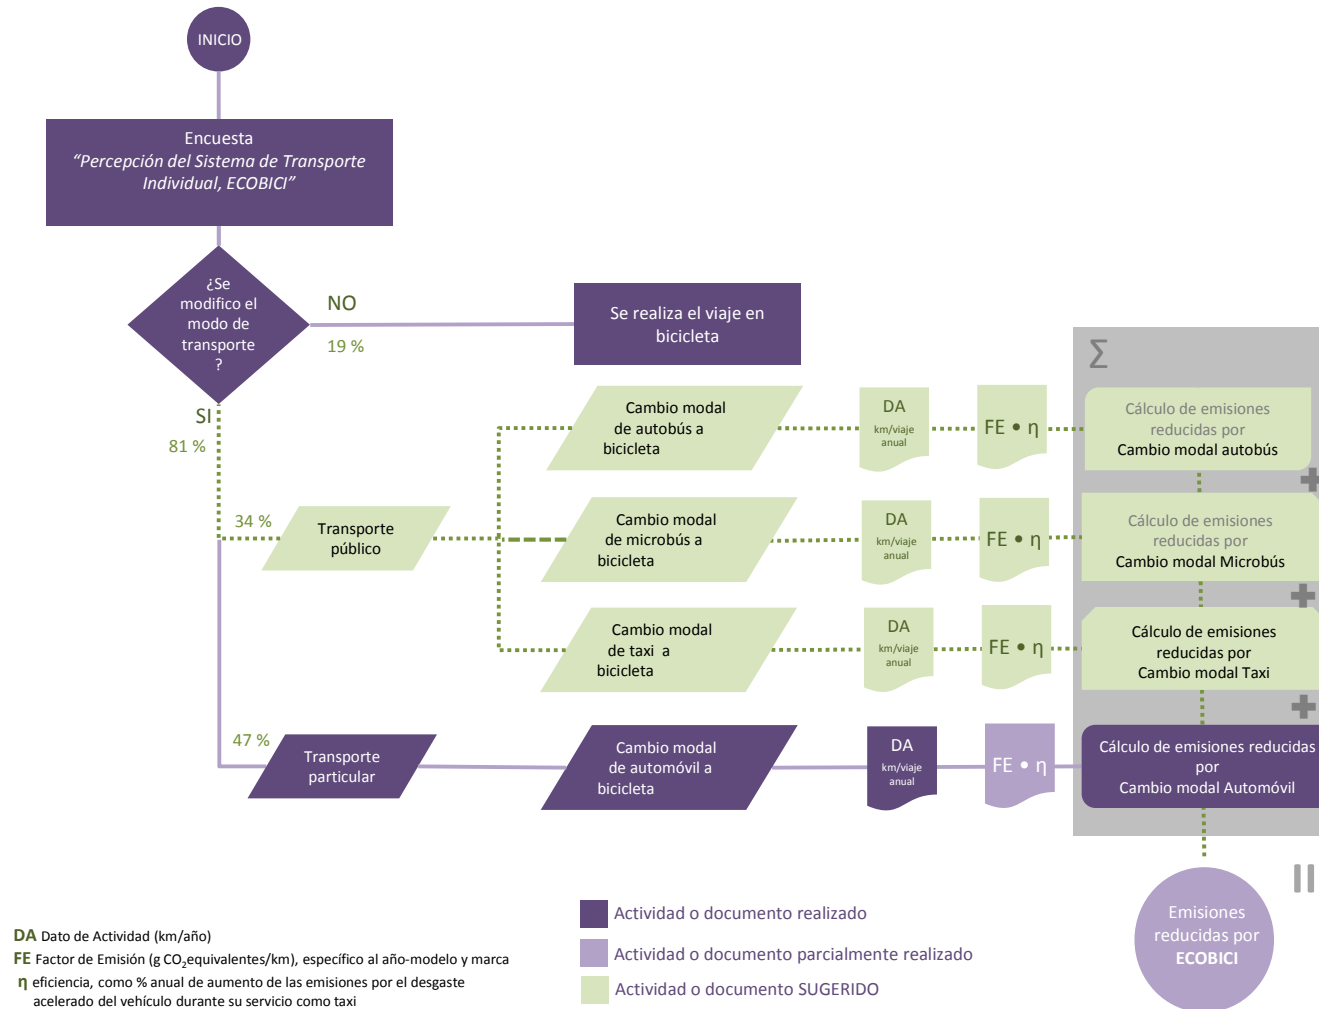 INICIO
Encuesta
“Percepción del Sistema de Transporte
Individual, ECOBICI”
¿Se
modifico el
modo de
transporte
?
NO
19 %
Se realiza el viaje en
bicicleta
SI
81 %
Σ
Cambio modal
de autobús a
bicicleta
DA
km/viaje
anual
FE • η
Cálculo de emisiones
reducidas por
Cambio modal autobús
+
34 %
Transporte
público
Cambio modal
de microbús a
bicicleta
DA
km/viaje
anual
FE • η
Cálculo de emisiones
reducidas por
Cambio modal Microbús
+
Cambio modal
de taxi a
bicicleta
DA
km/viaje
anual
FE • η
Cálculo de emisiones
reducidas por
Cambio modal Taxi
+
47 %
Transporte
particular
Cambio modal
de automóvil a
bicicleta
DA
km/viaje
anual
FE • η
Cálculo de emisiones reducidas
por
Cambio modal Automóvil
=
Emisiones
reducidas por
ECOBICI
DA Dato de Actividad (km/año)
FE Factor de Emisión (g CO₂equivalentes/km), específico al año-modelo y marca
η eficiencia, como % anual de aumento de las emisiones por el desgaste
acelerado del vehículo durante su servicio como taxi
Actividad o documento realizado
Actividad o documento parcialmente realizado
Actividad o documento SUGERIDO